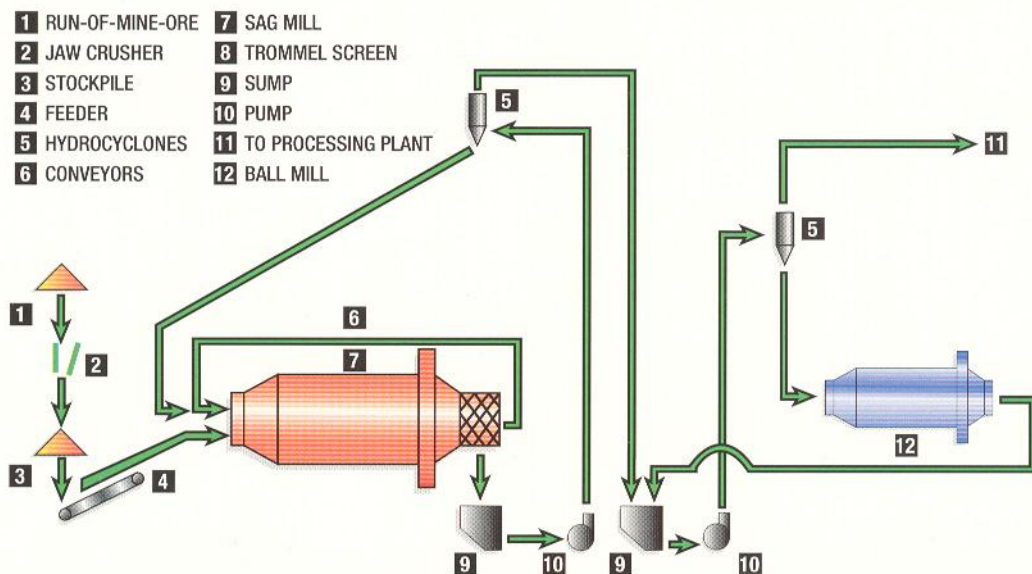 1 RUN-OF-MINE-ORE
2 JAW CRUSHER
3 STOCKPILE
4 FEEDER
5 HYDROCYCLONES
6 CONVEYORS
7 SAG MILL
8 TROMMEL SCREEN
9 SUMP
10 PUMP
11 TO PROCESSING PLANT
12 BALL MILL
5
11
5
1
6
2
7
3
4
12
9
10
9
10